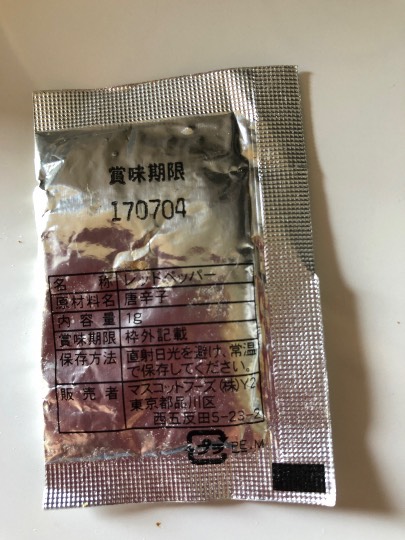 賞味期限
170704
名 称 レッドペッパー
原材料名 唐辛子
内容量 1g
賞味期限 枠外記載
保存方法 直射日光を避け、常温
で保存してください。
販売者 マスコットフーズ(株)Y2
東京都品川区
西五反田5-23-2
プラ PE,M